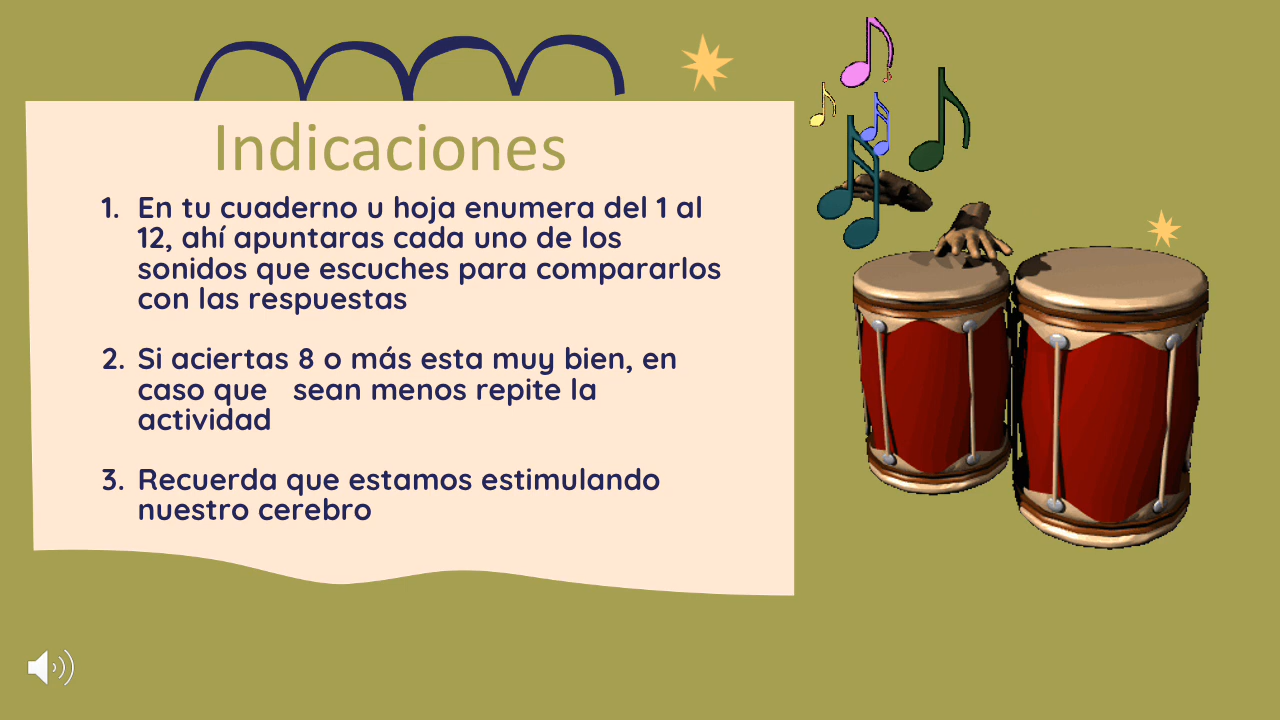 Indicaciones
1. En tu cuaderno u hoja enumera del 1 al
12, ahí apuntaras cada uno de los
sonidos que escuches para compararlos
con las respuestas
2. Si aciertas 8 o más esta muy bien, en
caso que   sean menos repite la
actividad
3. Recuerda que estamos estimulando
nuestro cerebro